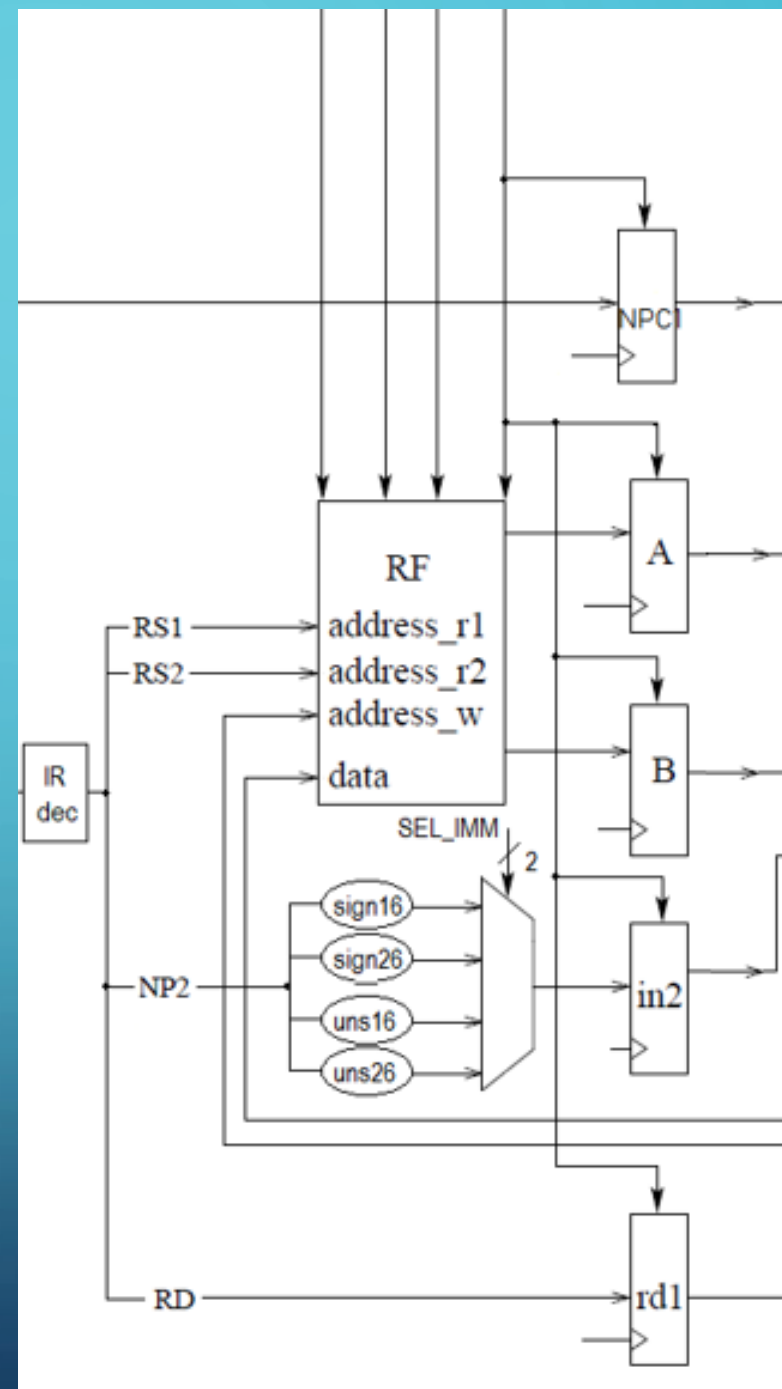 NPC1
A
RF
RS1
address_r1
RS2
address_r2
address_w
IR
dec
data
B
SEL_IMM
2
sign16
sign26
NP2
in2
uns16
uns26
RD
rd1